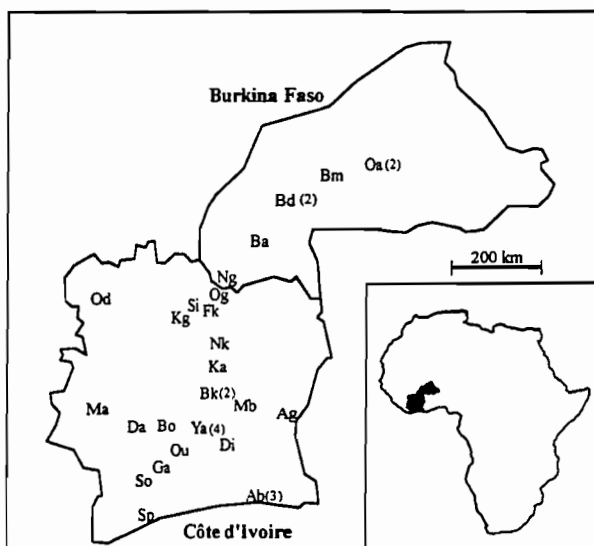 Burkina Faso
Oa (2)
Bm
Bd (2)
Ba
200 km
Ng
Og
Od
Si
Fk
Kg
Nk
Ka
Bk(2)
Mb
Ma
Ag
Da
Bo
Ya(4)
Di
Ou
Ga
So
Ab(3)
Sp
Côte d'Ivoire